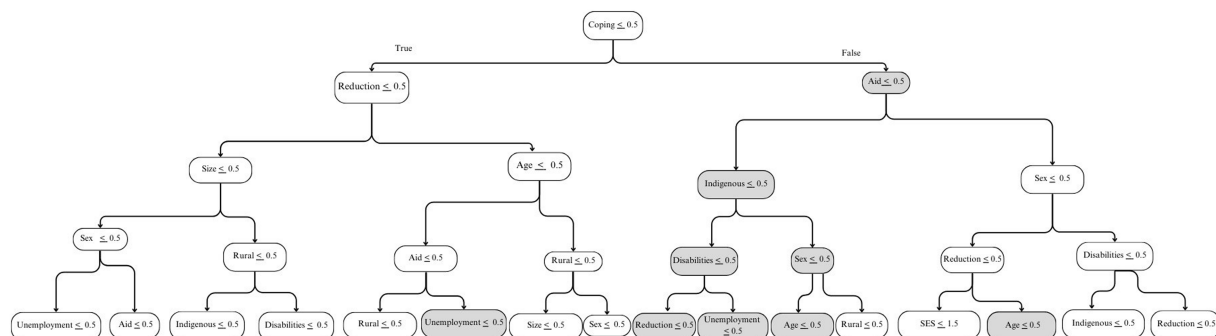 Coping ≤ 0.5
True
False
Reduction ≤ 0.5
Aid ≤ 0.5
Size ≤ 0.5
Age ≤ 0.5
Indigenous ≤ 0.5
Sex ≤ 0.5
Sex ≤ 0.5
Rural ≤ 0.5
Aid ≤ 0.5
Rural ≤ 0.5
Disabilities ≤ 0.5
Sex ≤ 0.5
Reduction ≤ 0.5
Disabilities ≤ 0.5
Unemployment ≤ 0.5
Aid ≤ 0.5
Indigenous ≤ 0.5
Disabilities ≤ 0.5
Rural ≤ 0.5
Unemployment ≤ 0.5
Size ≤ 0.5
Sex ≤ 0.5
Reduction ≤ 0.5
Unemployment
≤ 0.5
Age ≤ 0.5
Rural ≤ 0.5
SES ≤ 1.5
Age ≤ 0.5
Indigenous ≤ 0.5
Reduction ≤ 0.5